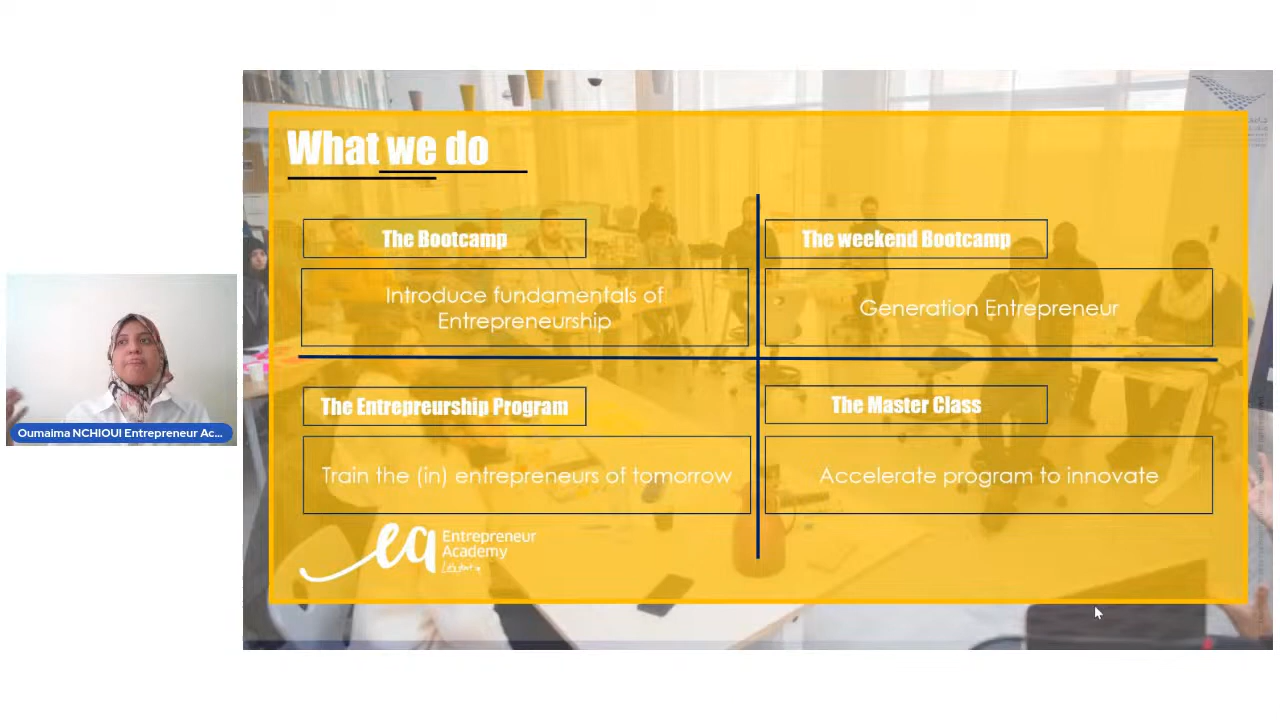 What we do
The Bootcamp
Introduce fundamentals of
Entrepreneurship
The weekend Bootcamp
Generation Entrepreneur
The Entrepreurship Program
Train the (in) entrepreneurs of tomorrow
The Master Class
Accelerate program to innovate
ea
Entrepreneur
Academy
Oumaima NCHIOUI Entrepreneur Ac...